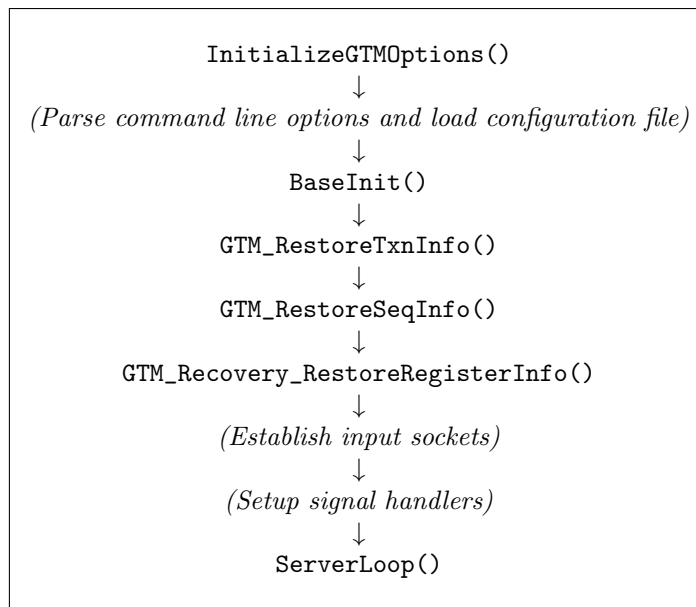 InitializeGTMOptions()
↓
(Parse command line options and load configuration file)
↓
BaseInit()
↓
GTM_RestoreTxnInfo()
↓
GTM_RestoreSeqInfo()
↓
GTM_Recovery_RestoreRegisterInfo()
↓
(Establish input sockets)
↓
(Setup signal handlers)
↓
ServerLoop()